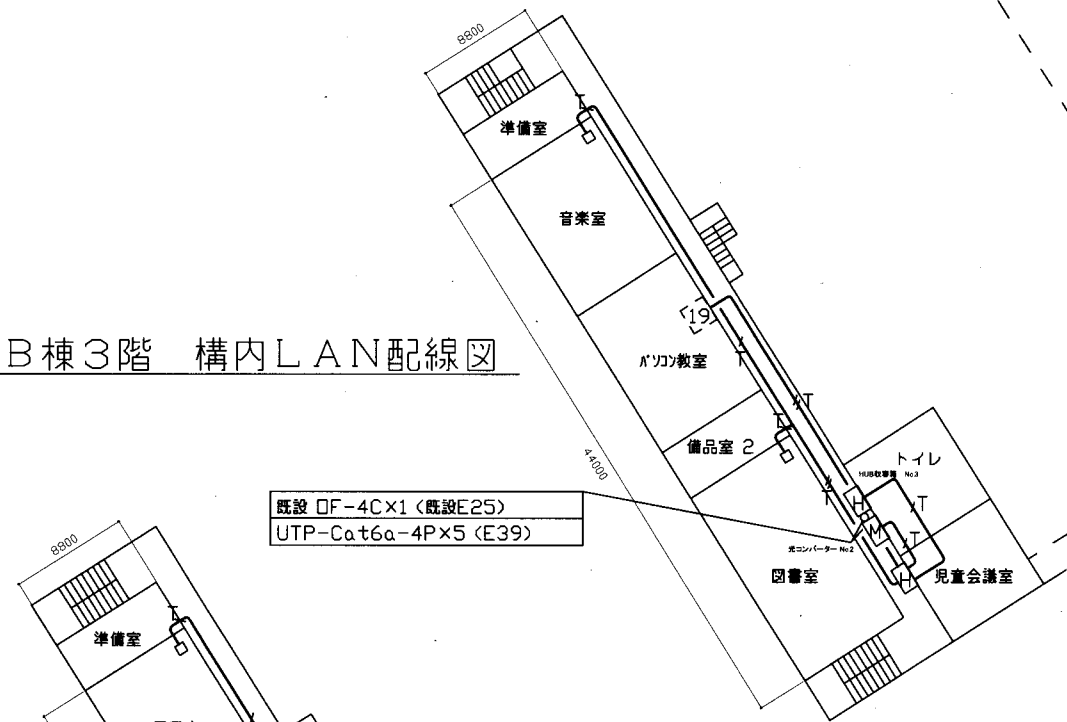 8800
準備室
T
音楽室
19
B棟3階 構内LAN配線図
パソコン教室
T
T
T
備品室 2
トイレ
HUB収容箱 No.3
44000
T
H
T
既設 OF-4C×1 (既設E25)
UTP-Cat6a-4P×5 (E39)
M
T
光コンバーター No.2
図書室
H
児童会議室
8800
T
準備室